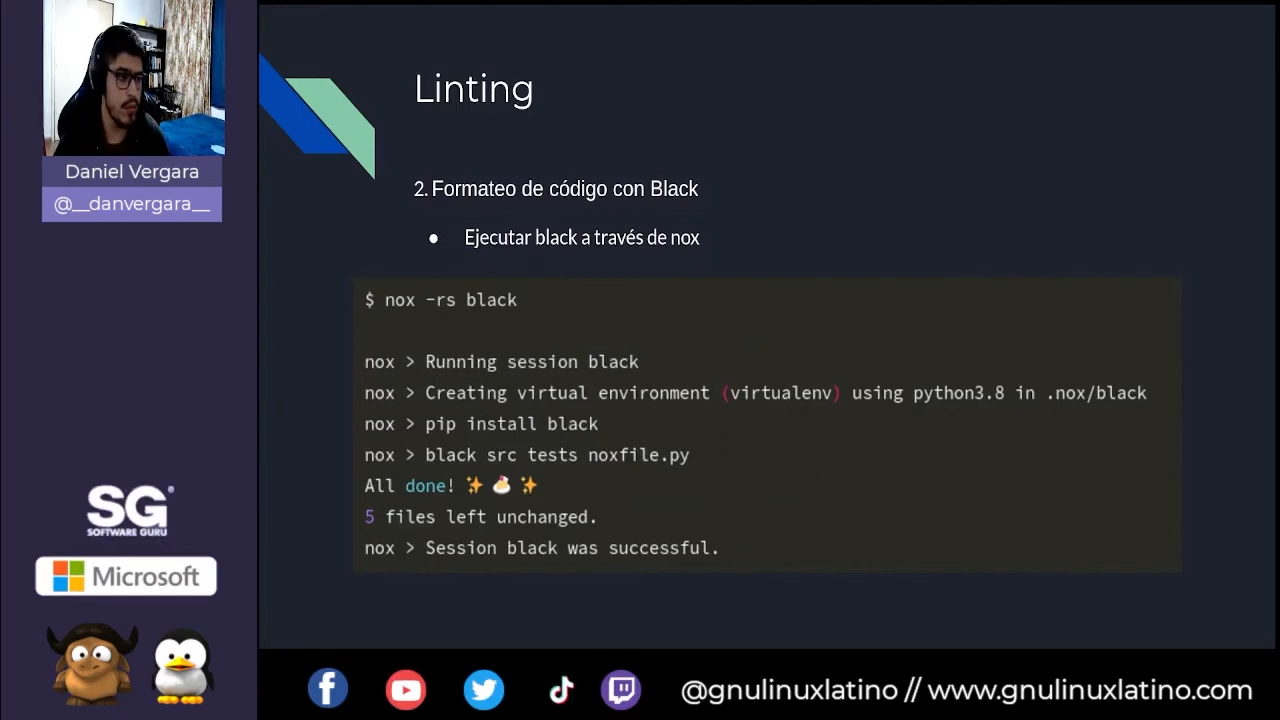 Linting
2. Formateo de código con Black
● Ejecutar black a través de nox
$ nox -rs black
nox > Running session black
nox > Creating virtual environment (virtualenv) using python3.8 in .nox/black
nox > pip install black
nox > black src tests noxfile.py
All done! ✨ 🍰 ✨
5 files left unchanged.
nox > Session black was successful.
Daniel Vergara
@__danvergara__
SG
SOFTWARE GURU
Microsoft
@gnulinuxlatino // www.gnulinuxlatino.com